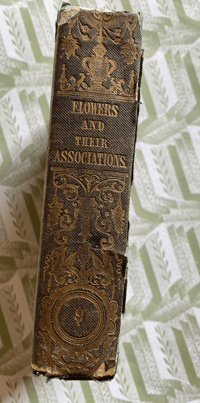 FLOWERS
AND
THEIR
ASSOCIATIONS.